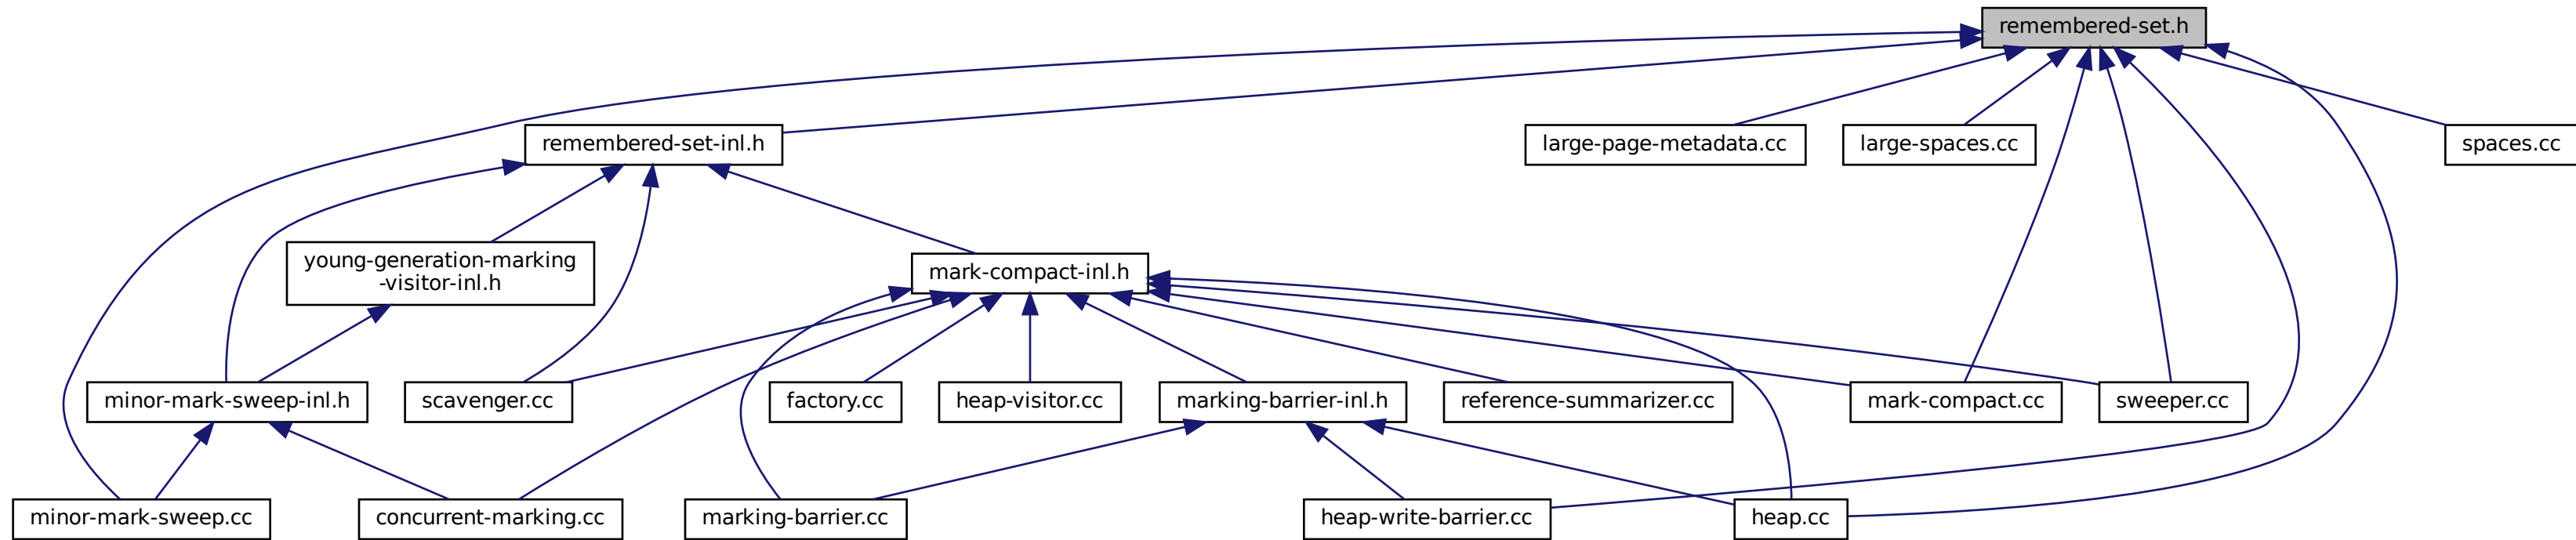 remembered-set.h
remembered-set-inl.h
large-page-metadata.cc
large-spaces.cc
spaces.cc
young-generation-marking
-visitor-inl.h
mark-compact-inl.h
minor-mark-sweep-inl.h
scavenger.cc
factory.cc
heap-visitor.cc
marking-barrier-inl.h
reference-summarizer.cc
mark-compact.cc
sweeper.cc
minor-mark-sweep.cc
concurrent-marking.cc
marking-barrier.cc
heap-write-barrier.cc
heap.cc